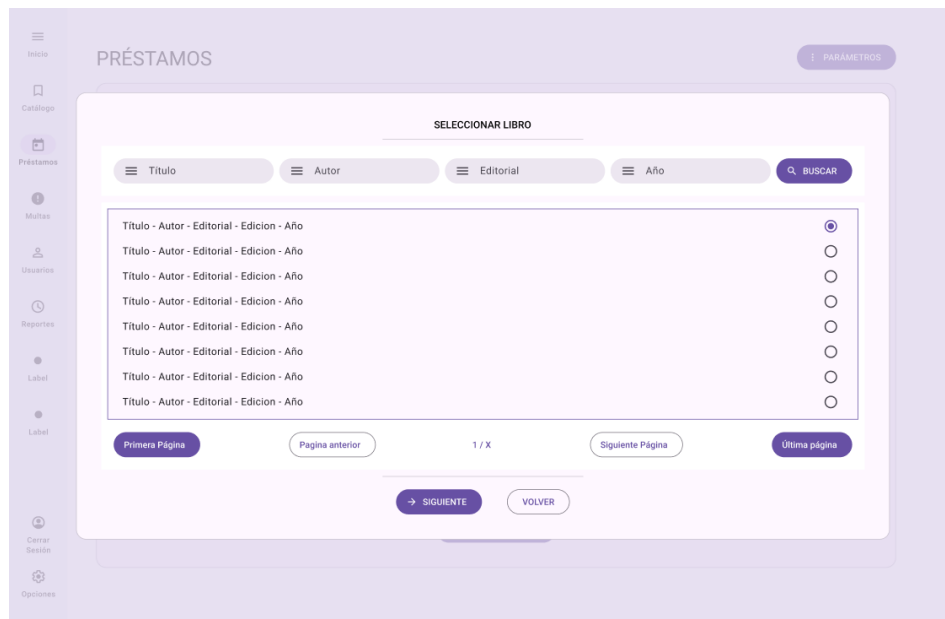 Inicio
Catálogo
Préstamos
Multas
Usuarios
Reportes
Label
Label
Cerrar
Sesión
Opciones
PRÉSTAMOS
PARÁMETROS
SELECCIONAR LIBRO
Título
Autor
Editorial
Año
BUSCAR
Título - Autor - Editorial - Edicion - Año
Título - Autor - Editorial - Edicion - Año
Título - Autor - Editorial - Edicion - Año
Título - Autor - Editorial - Edicion - Año
Título - Autor - Editorial - Edicion - Año
Título - Autor - Editorial - Edicion - Año
Título - Autor - Editorial - Edicion - Año
Título - Autor - Editorial - Edicion - Año
Primera Página
Pagina anterior
1 / X
Siguiente Página
Última página
SIGUIENTE
VOLVER